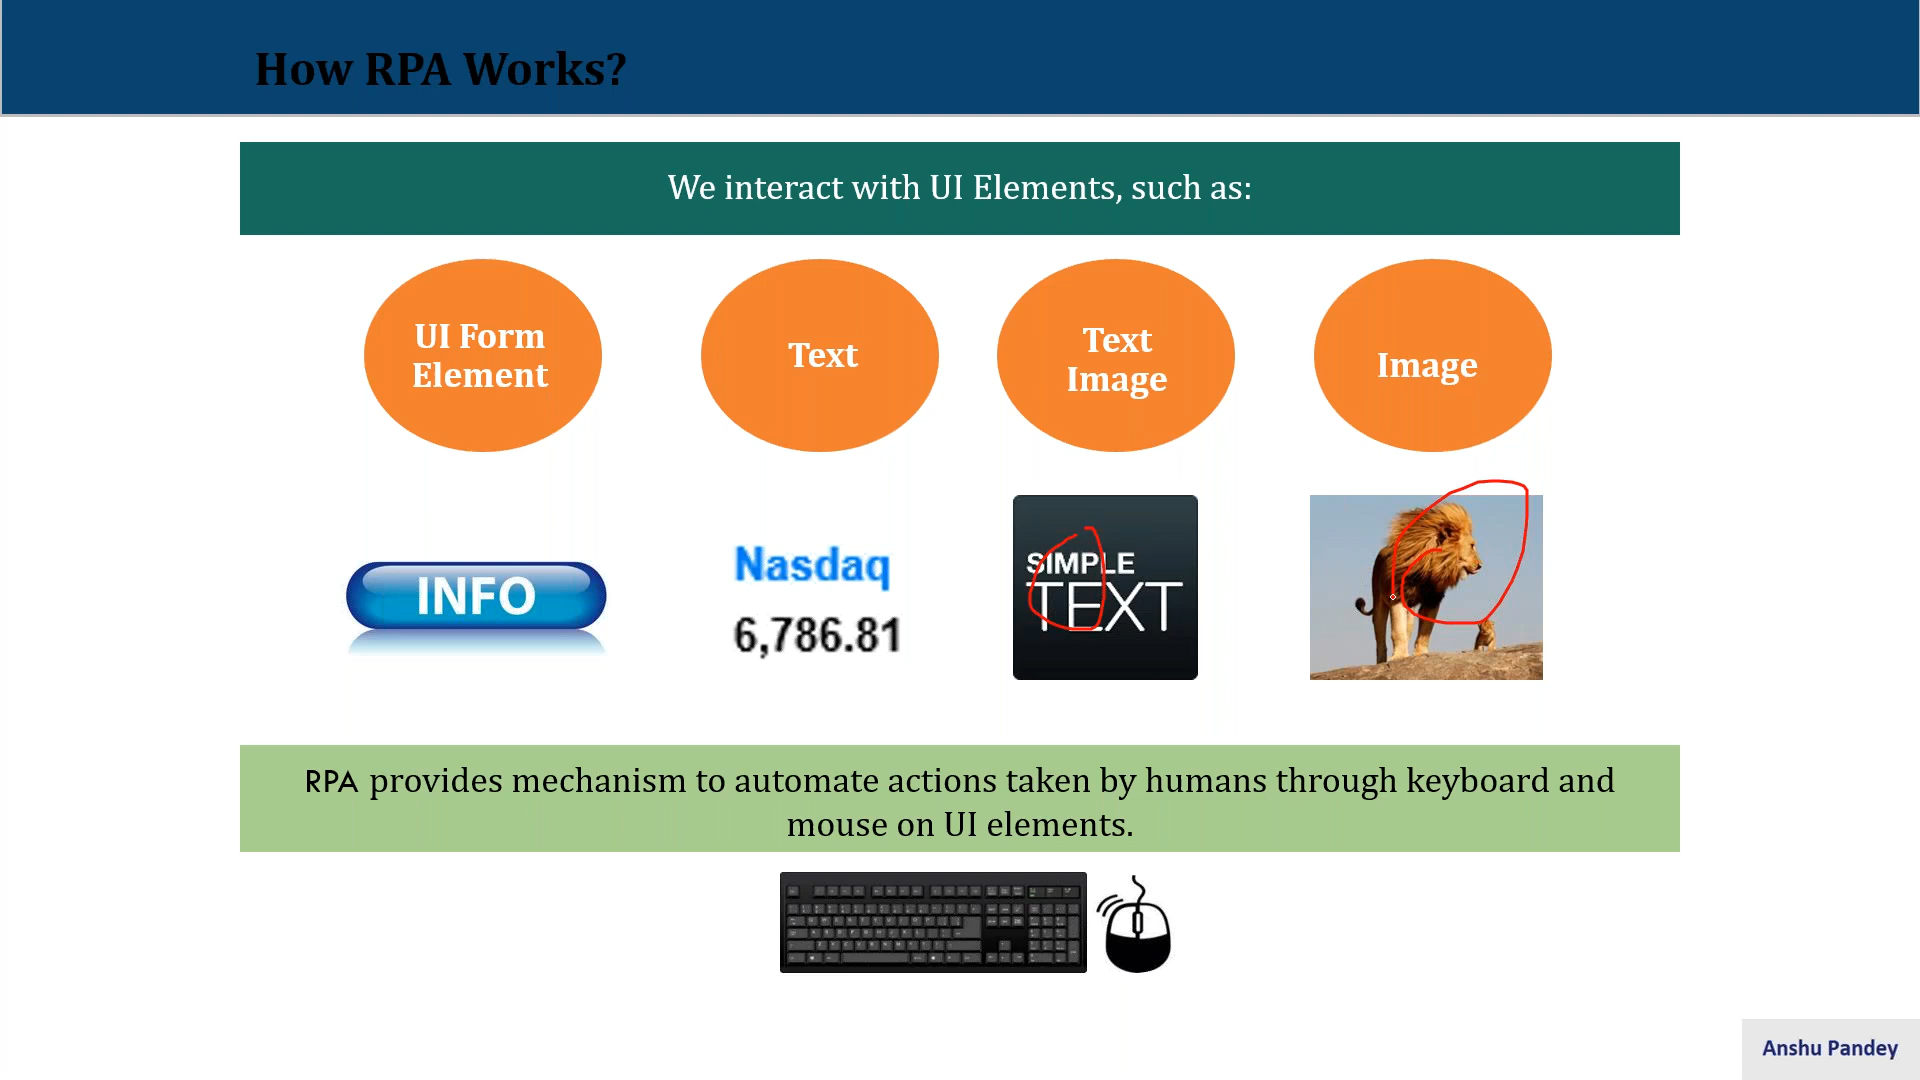 How RPA Works?
We interact with UI Elements, such as:
UI Form
Element
Text
Text
Image
Image
INFO
Nasdaq
6,786.81
SIMPLE
TEXT
RPA provides mechanism to automate actions taken by humans through keyboard and
mouse on UI elements.
Anshu Pandey